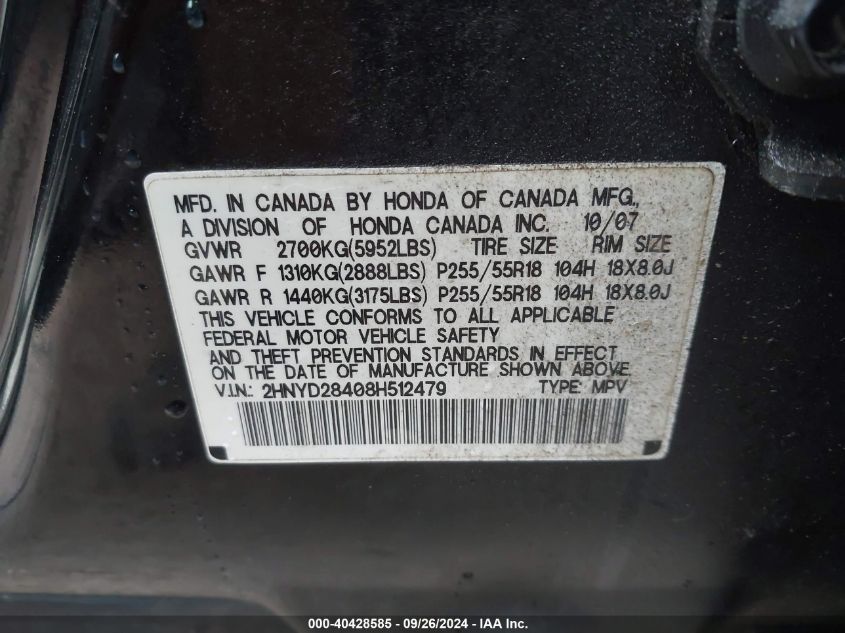 MFD. IN CANADA BY HONDA OF CANADA MFG.,
A DIVISION OF HONDA CANADA INC. 10/07
GVWR 2700KG(5952LBS) TIRE SIZE RIM SIZE
GAWR F 1310KG(2888LBS) P255/55R18 104H 18X8.0J
GAWR R 1440KG(3175LBS) P255/55R18 104H 18X8.0J
THIS VEHICLE CONFORMS TO ALL APPLICABLE
FEDERAL MOTOR VEHICLE SAFETY
AND THEFT PREVENTION STANDARDS IN EFFECT
ON THE DATE OF MANUFACTURE SHOWN ABOVE.
V.I.N.: 2HNYD28408H512479 TYPE: MPV
000-40428585 - 09/26/2024 - IAA Inc.